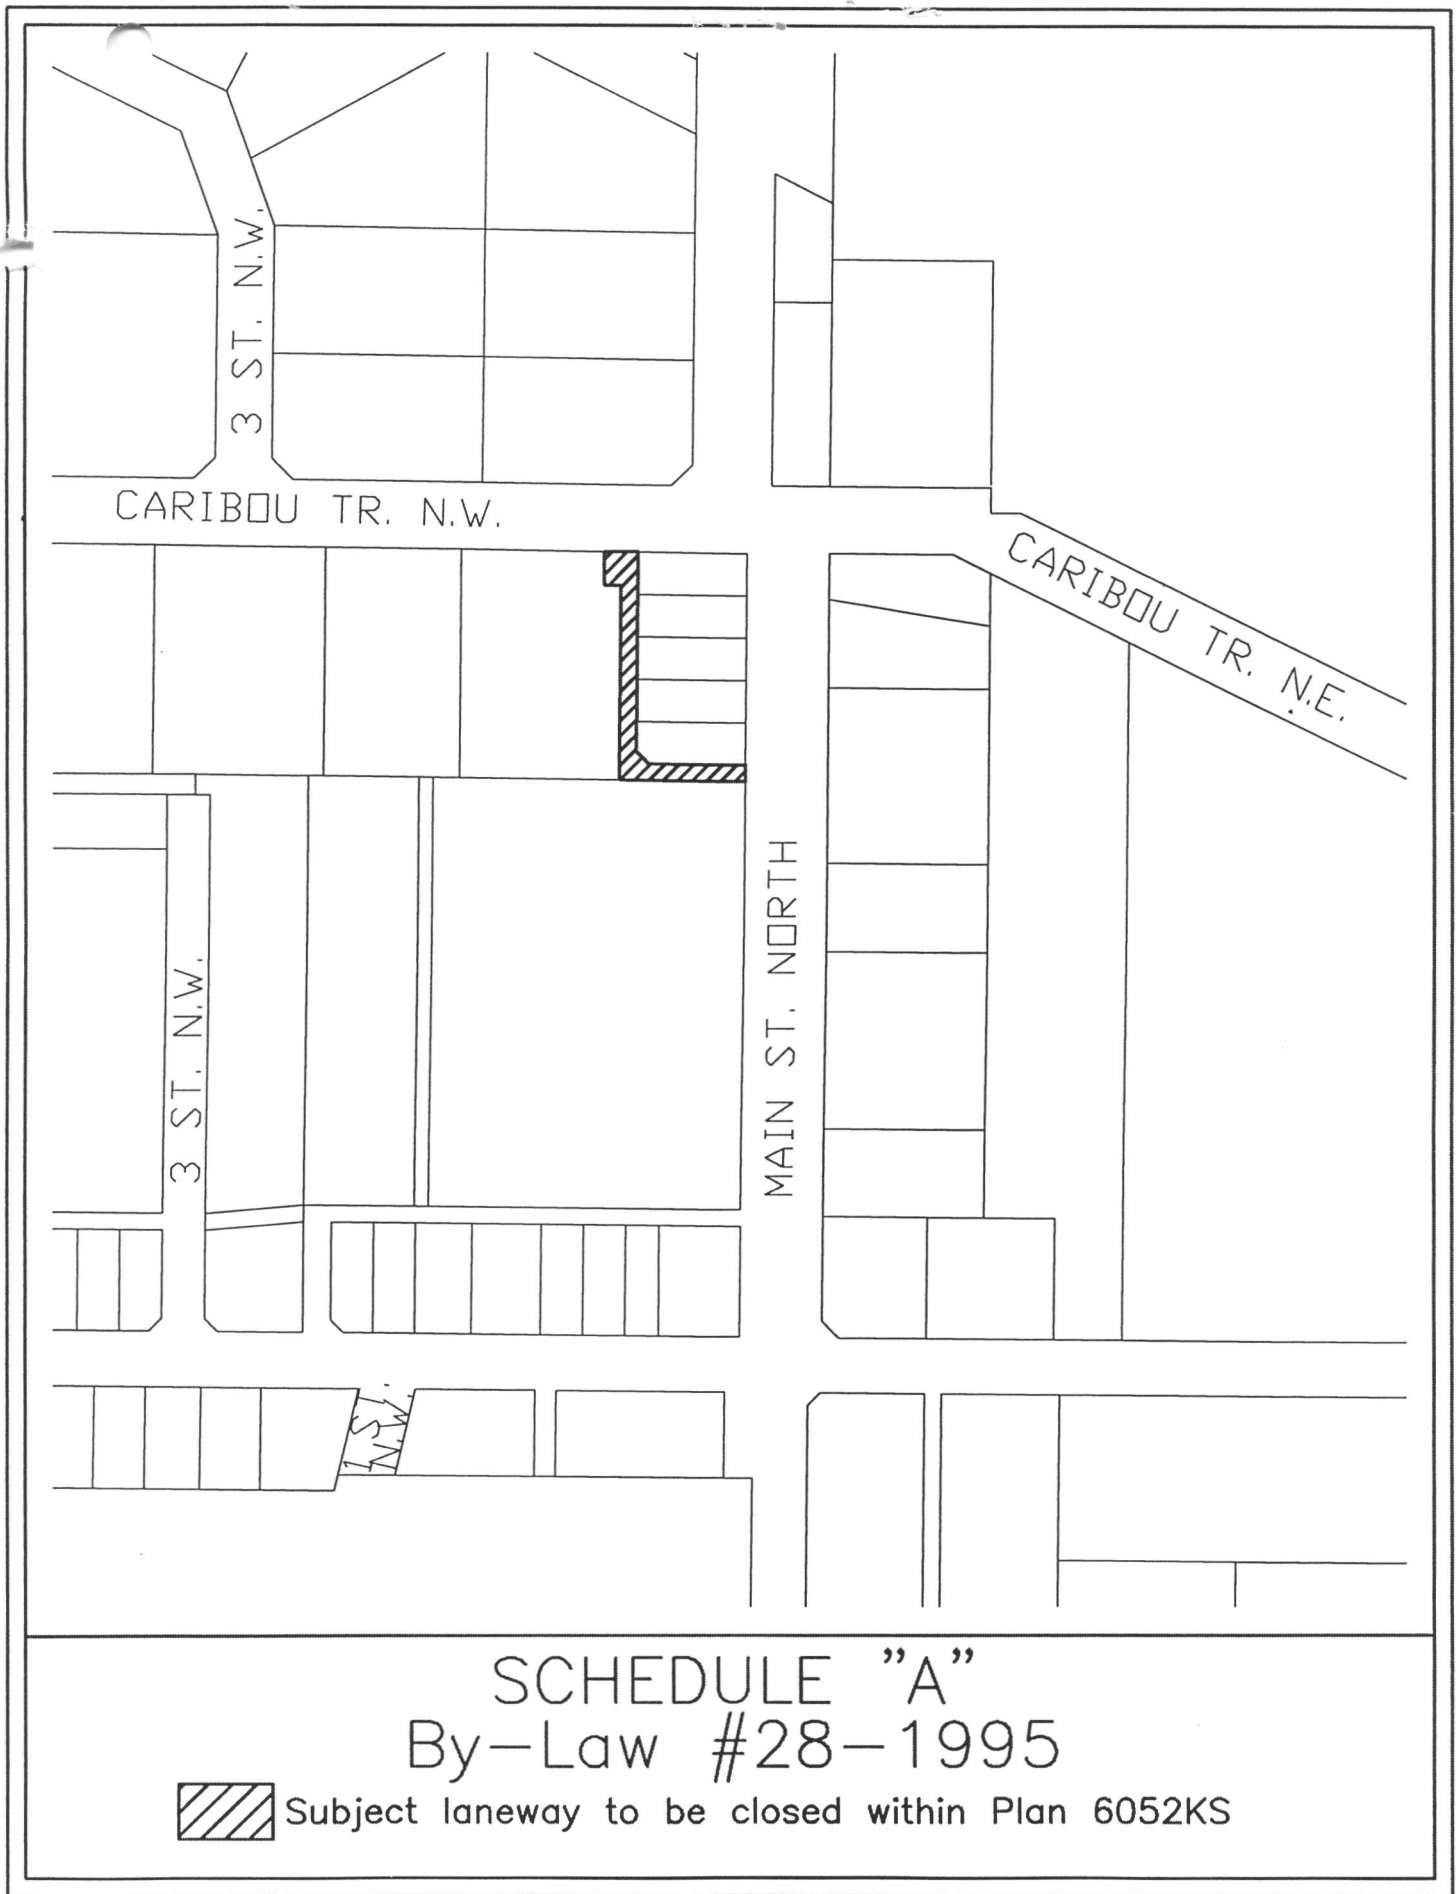 3 ST. N.W.
CARIBOU TR. N.W.
CARIBOU TR. N.E.
MAIN ST. NORTH
3 ST. N.W.
1 ST.
N.W.
SCHEDULE "A"
By-Law #28-1995
Subject laneway to be closed within Plan 6052KS